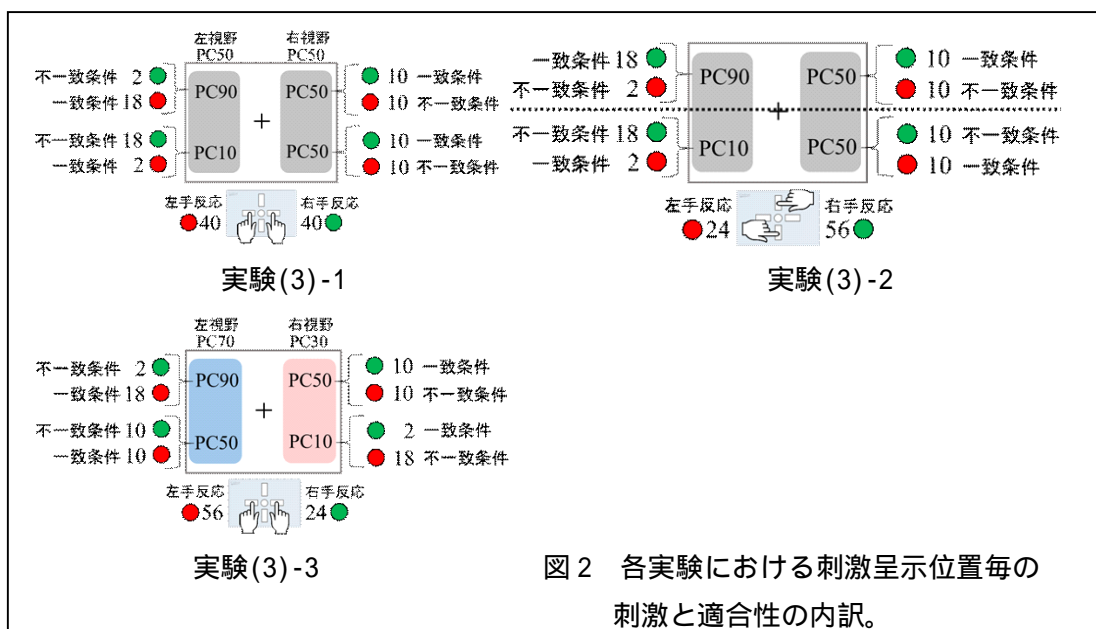 左視野 右視野
PC50 PC50
不一致条件 2 PC90 PC50 10 一致条件
一致条件 18 10 不一致条件
+
不一致条件 18 PC10 PC50 10 一致条件
一致条件 2 10 不一致条件
左手反応 右手反応
40 40
実験(3)-1
一致条件 18 PC90 PC50 10 一致条件
不一致条件 2 10 不一致条件
+
不一致条件 18 PC10 PC50 10 不一致条件
一致条件 2 10 一致条件
左手反応 右手反応
24 56
実験(3)-2
左視野 右視野
PC70 PC30
不一致条件 2 PC90 PC50 10 一致条件
一致条件 18 10 不一致条件
+
不一致条件 10 PC50 PC10 2 一致条件
一致条件 10 18 不一致条件
左手反応 右手反応
56 24
実験(3)-3
図2 各実験における刺激呈示位置毎の
刺激と適合性の内訳。